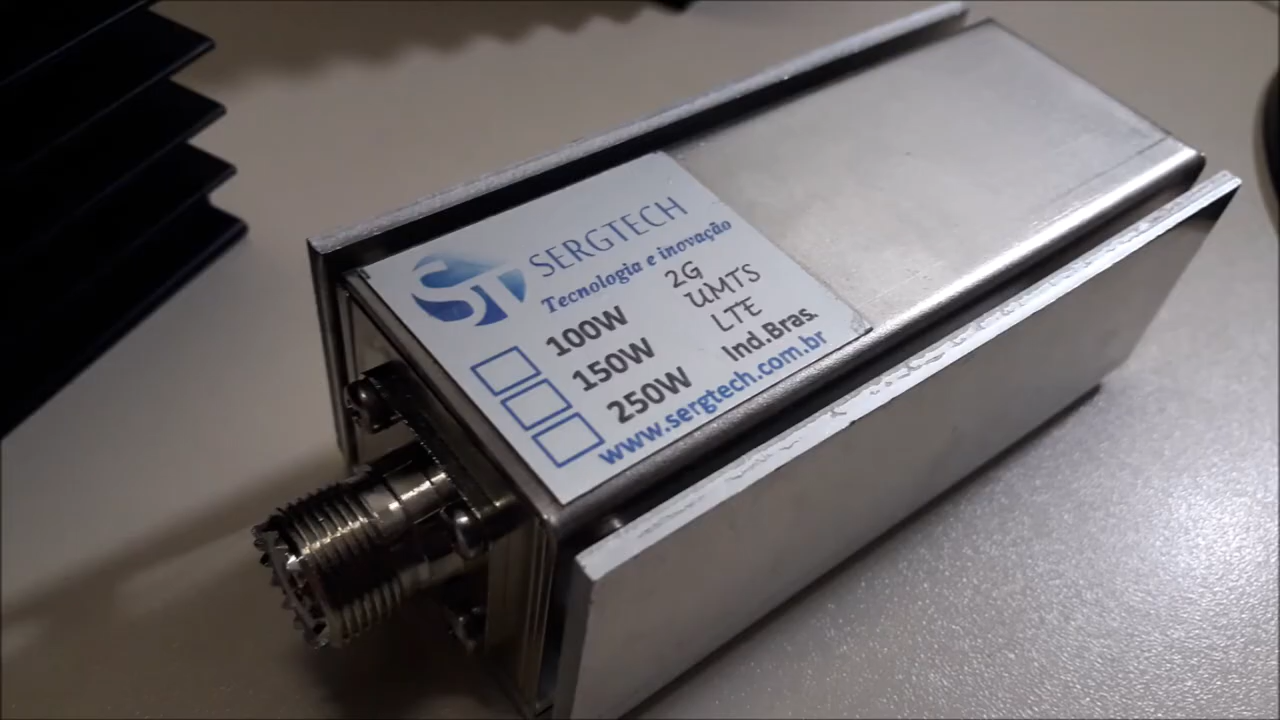 ST SERGTECH
Tecnologia e inovação
100W 2G
150W UMTS
250W LTE
Ind.Bras.
www.sergtech.com.br